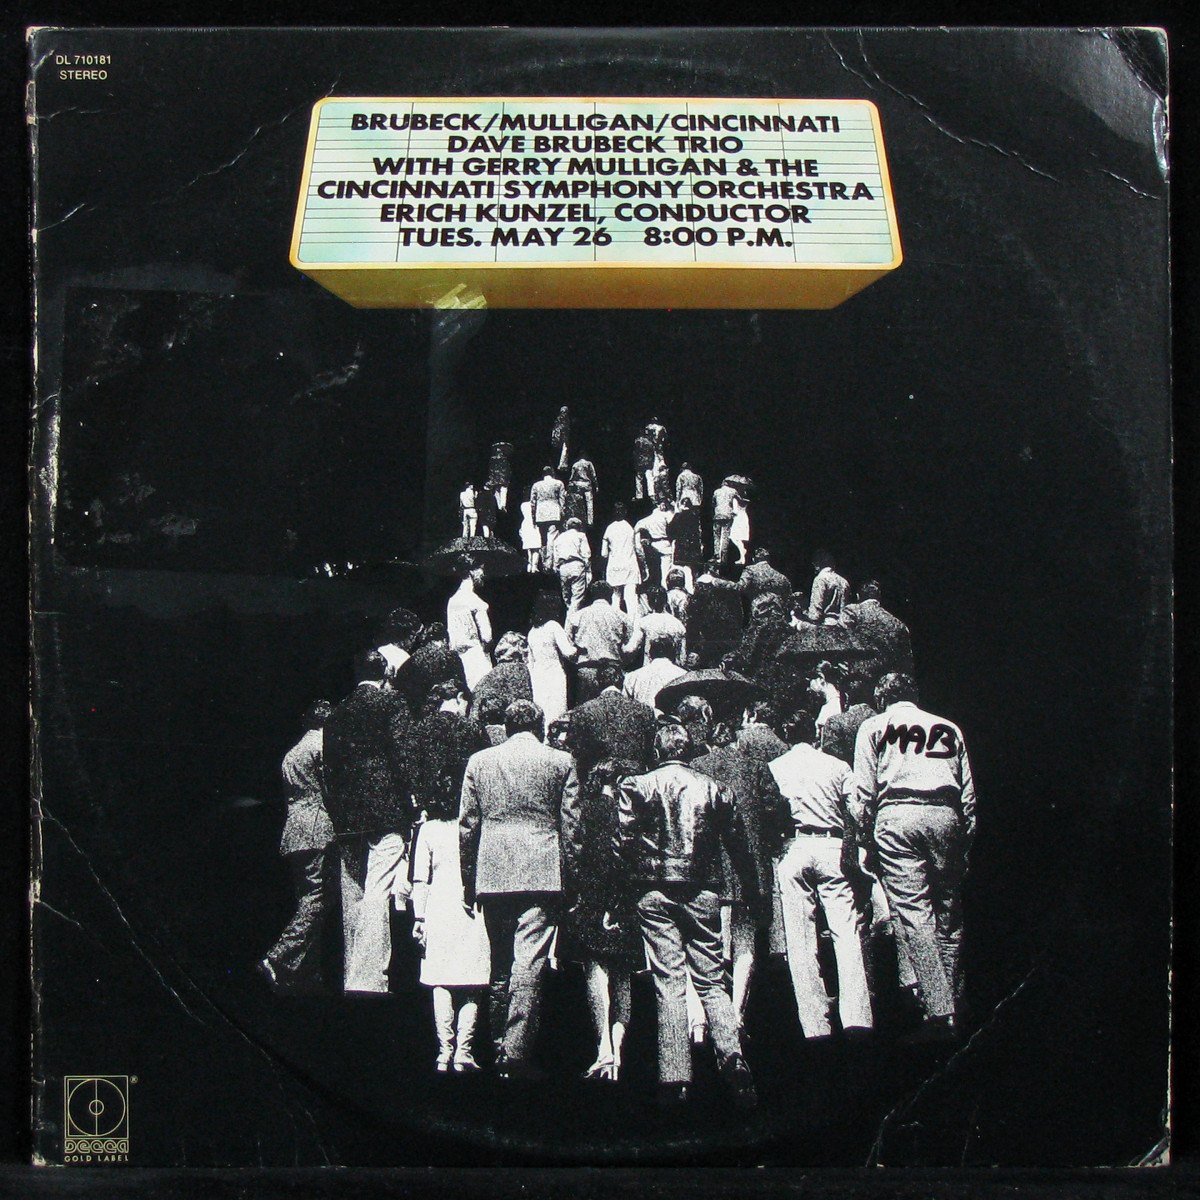 DL 710181
STEREO
BRUBECK/MULLIGAN/CINCINNATI
DAVE BRUBECK TRIO
WITH GERRY MULLIGAN & THE
CINCINNATI SYMPHONY ORCHESTRA
ERICH KUNZEL, CONDUCTOR
TUES. MAY 26 8:00 P.M.
MAB
®
DECCA
GOLD LABEL